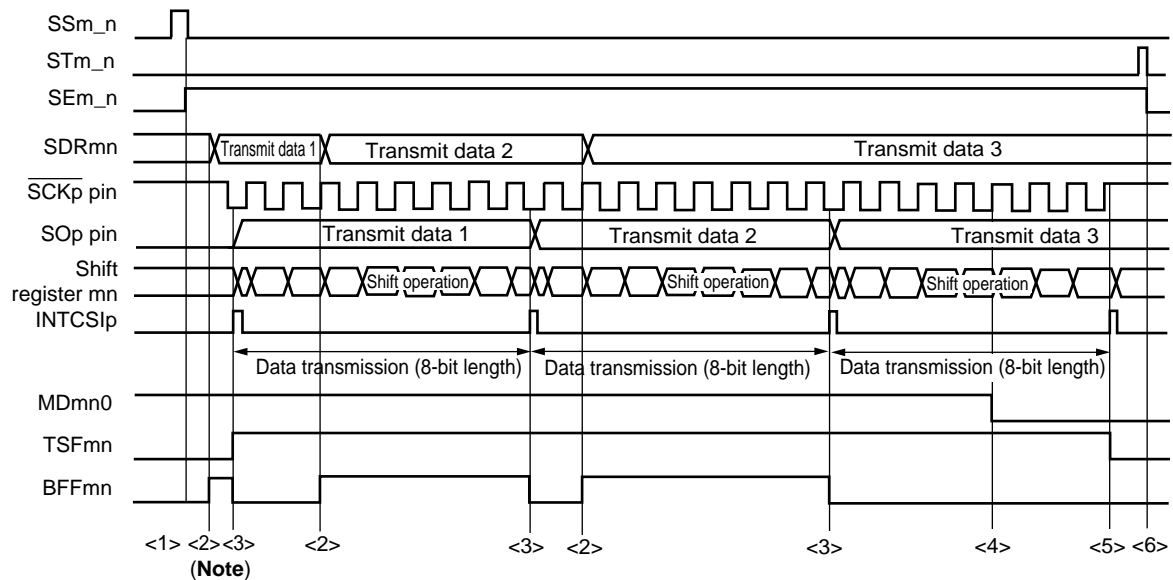 SSm_n
STm_n
SEm_n
SDRmn Transmit data 1 Transmit data 2 Transmit data 3
SCKp pin
SOp pin Transmit data 1 Transmit data 2 Transmit data 3
Shift
register mn Shift operation Shift operation Shift operation
INTCSIp
Data transmission (8-bit length) Data transmission (8-bit length) Data transmission (8-bit length)
MDmn0
TSFmn
BFFmn
<1> <2> <3> <2> <3> <2> <3> <4> <5> <6>
(Note)